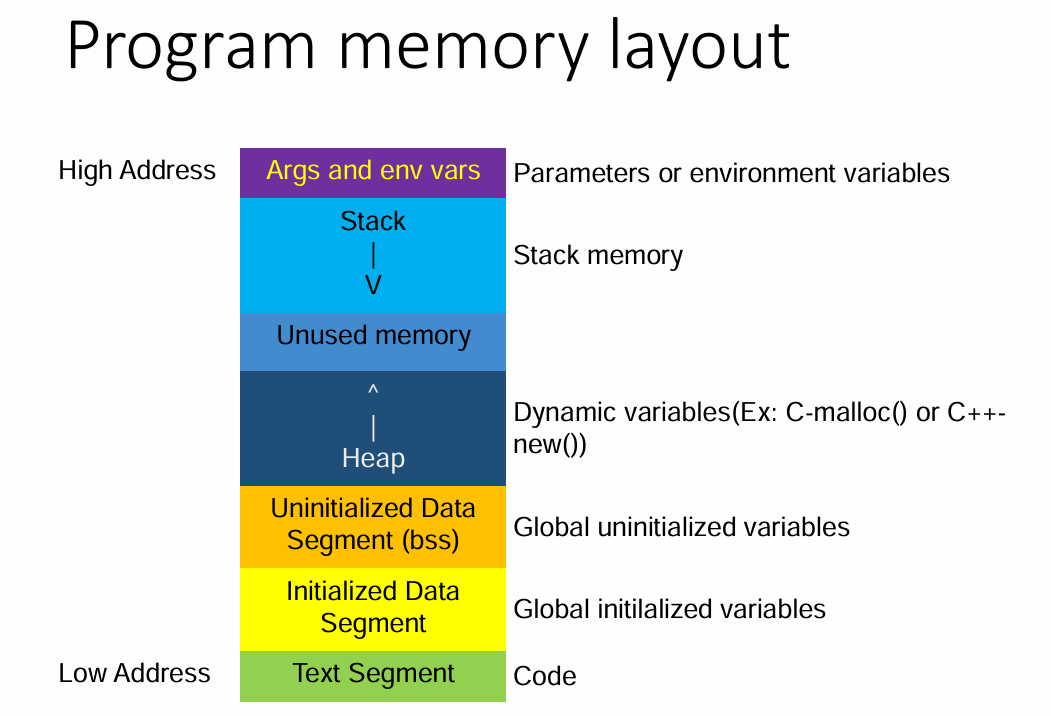 Program memory layout
High Address
Args and env vars
Parameters or environment variables
Stack
|
V
Stack memory
Unused memory
^
|
Heap
Dynamic variables(Ex: C-malloc() or C++-
new())
Uninitialized Data
Segment (bss)
Global uninitialized variables
Initialized Data
Segment
Global initilalized variables
Low Address
Text Segment
Code